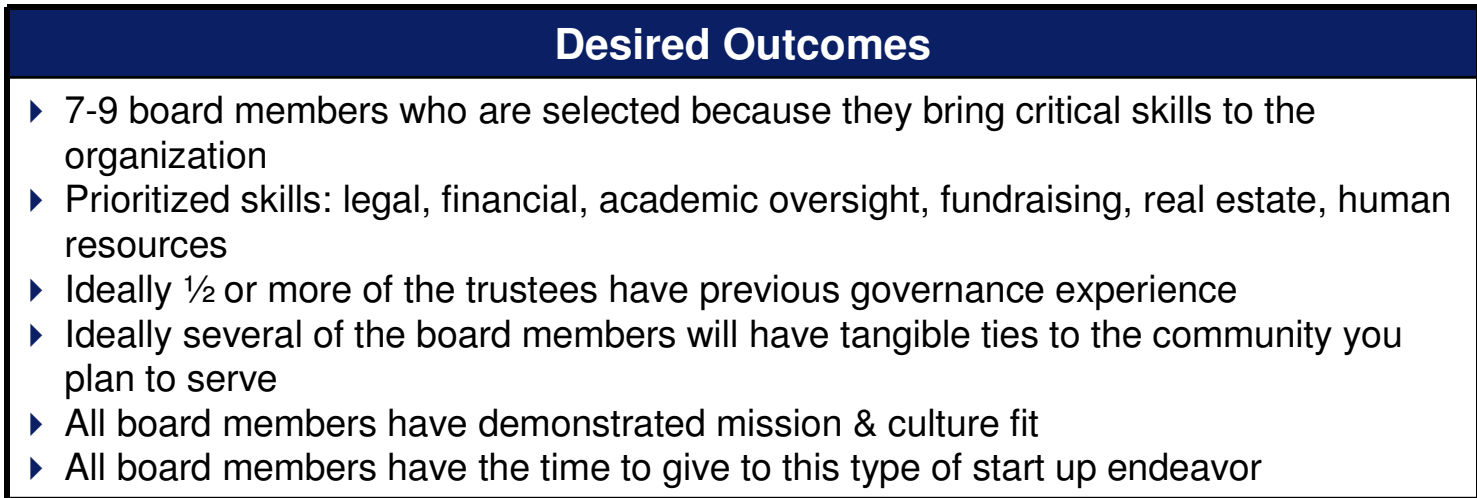 Desired Outcomes
7-9 board members who are selected because they bring critical skills to the
organization
Prioritized skills: legal, financial, academic oversight, fundraising, real estate, human
resources
Ideally ½ or more of the trustees have previous governance experience
Ideally several of the board members will have tangible ties to the community you
plan to serve
All board members have demonstrated mission & culture fit
All board members have the time to give to this type of start up endeavor